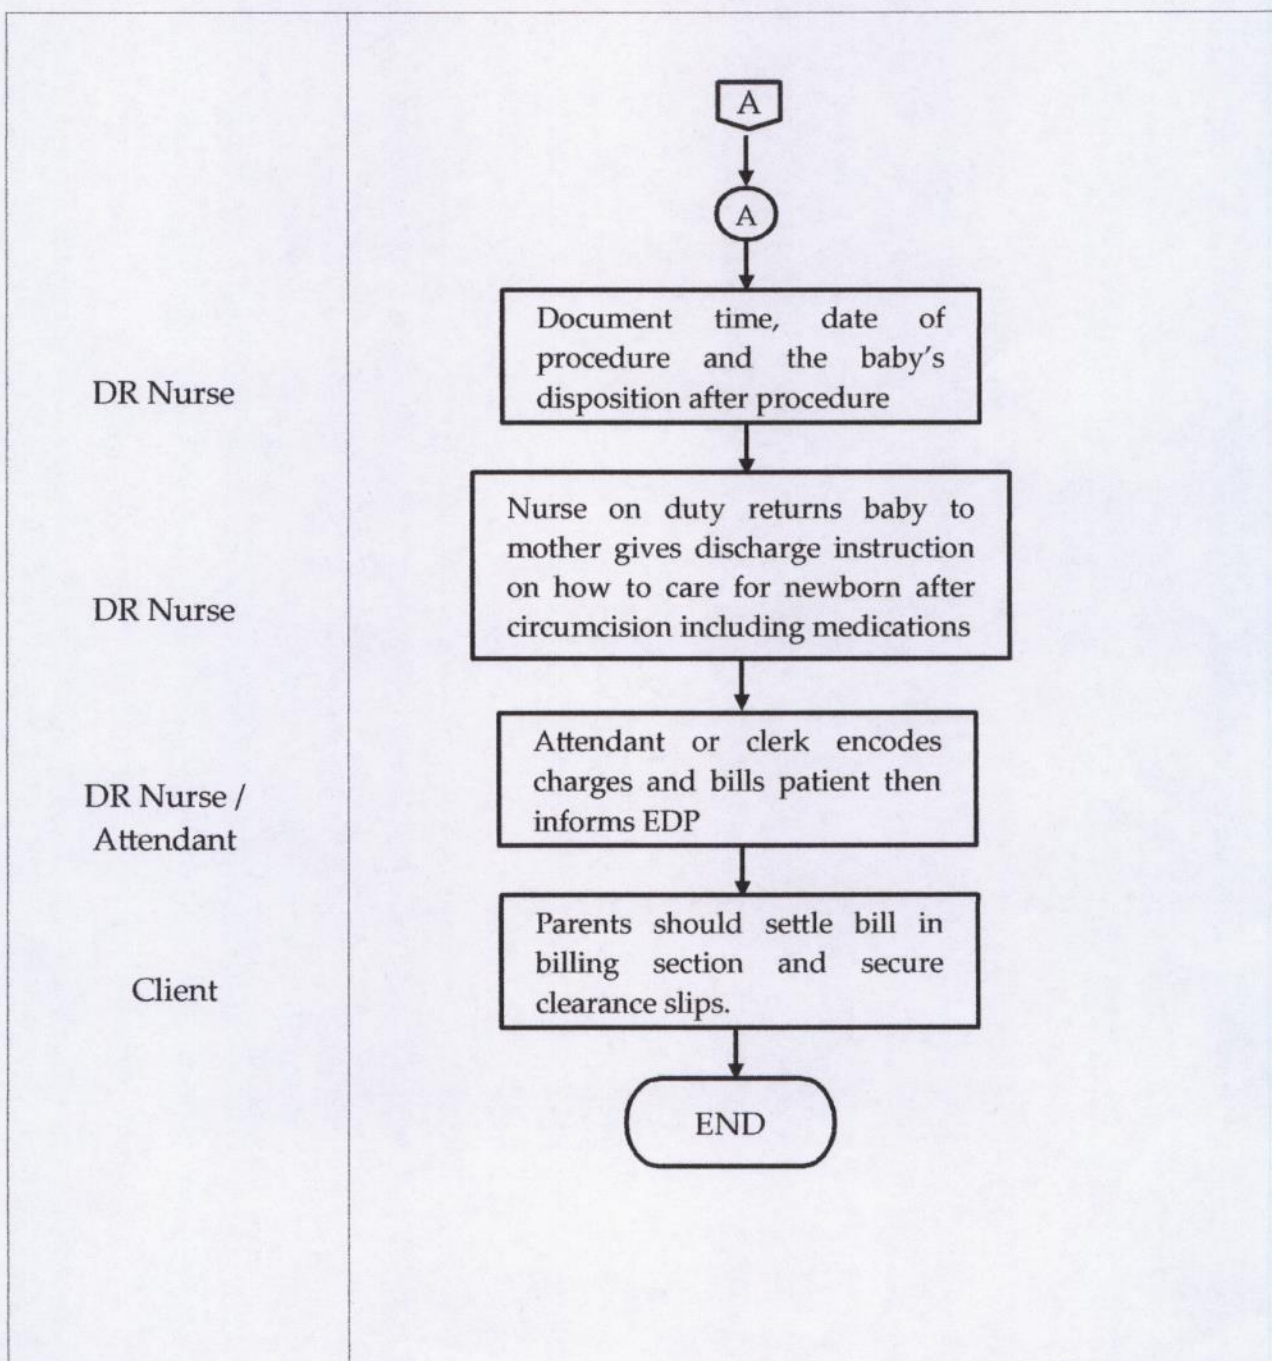 A
A
Document time, date of
procedure and the baby's
disposition after procedure
DR Nurse
Nurse on duty returns baby to
mother gives discharge instruction
on how to care for newborn after
circumcision including medications
DR Nurse
Attendant or clerk encodes
charges and bills patient then
informs EDP
DR Nurse /
Attendant
Parents should settle bill in
billing section and secure
clearance slips.
Client
END